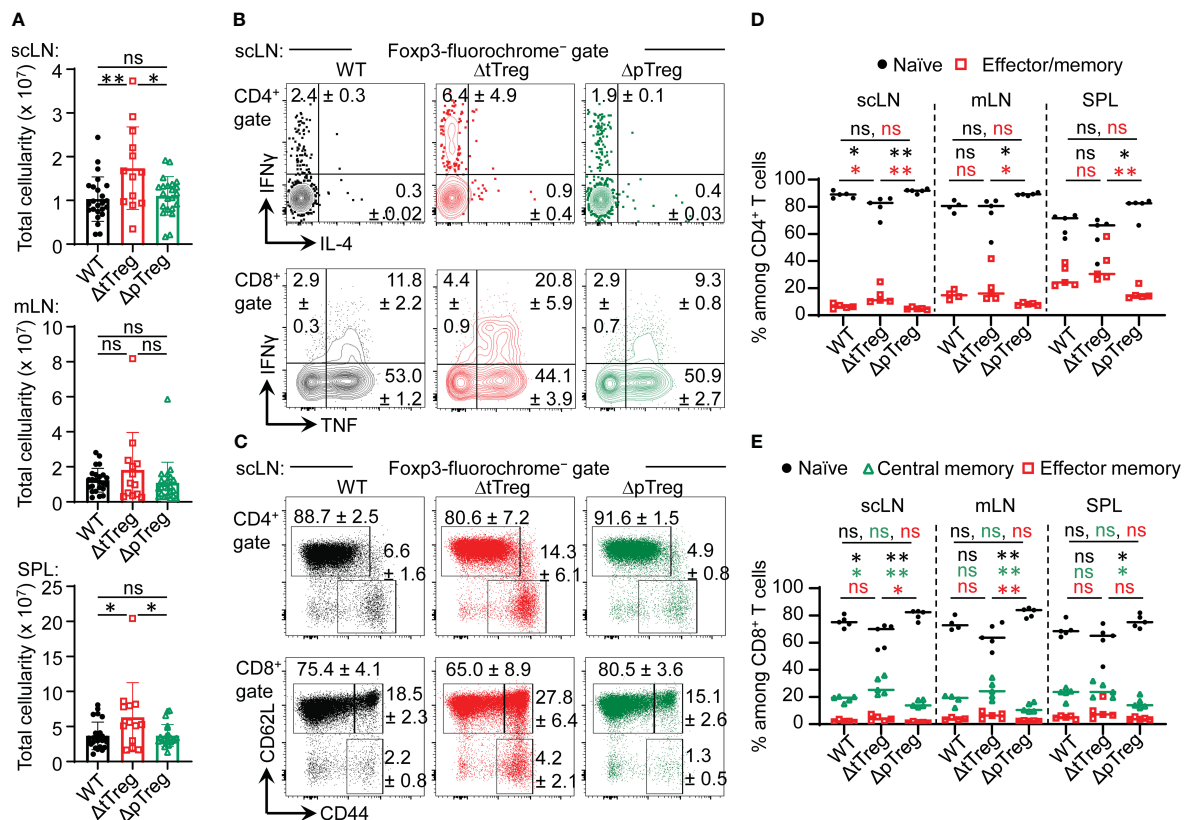 A
scLN:
ns
** *
Total cellularity (x 10⁷)
4
3
2
1
0
WT
ΔtTreg
ΔpTreg
mLN:
ns
ns ns
Total cellularity (x 10⁷)
10
8
6
4
2
0
WT
ΔtTreg
ΔpTreg
SPL:
ns
* *
Total cellularity (x 10⁷)
25
20
15
10
5
0
WT
ΔtTreg
ΔpTreg
B
scLN: Foxp3-fluorochrome⁻ gate
WT ΔtTreg ΔpTreg
CD4⁺
gate
2.4 ± 0.3 6.4 ± 4.9 1.9 ± 0.1
0.3
± 0.02
0.9
± 0.4
0.4
± 0.03
IFNγ
IL-4
CD8⁺
gate
2.9
±
0.3
11.8
± 2.2
4.4
±
0.9
20.8
± 5.9
2.9
±
0.7
9.3
± 0.8
53.0
± 1.2
44.1
± 3.9
50.9
± 2.7
IFNγ
TNF
C
scLN: Foxp3-fluorochrome⁻ gate
WT ΔtTreg ΔpTreg
CD4⁺
gate
88.7 ± 2.5 80.6 ± 7.2 91.6 ± 1.5
6.6
± 1.6
14.3
± 6.1
4.9
± 0.8
CD8⁺
gate
75.4 ± 4.1 65.0 ± 8.9 80.5 ± 3.6
18.5
± 2.3
27.8
± 6.4
15.1
± 2.6
2.2
± 0.8
4.2
± 2.1
1.3
± 0.5
CD62L
CD44
D
Naïve Effector/memory
scLN mLN SPL
ns, ns ns, ns ns, ns
* ** ns * ns *
* ** ns * ns **
% among CD4⁺ T cells
100
80
60
40
20
0
WT ΔtTreg ΔpTreg WT ΔtTreg ΔpTreg WT ΔtTreg ΔpTreg
E
Naïve Central memory Effector memory
scLN mLN SPL
ns, ns, ns ns, ns, ns ns, ns, ns
* ** ns ** ns *
* ** ns ** ns *
ns * ns ** ns ns
% among CD8⁺ T cells
100
80
60
40
20
0
WT ΔtTreg ΔpTreg WT ΔtTreg ΔpTreg WT ΔtTreg ΔpTreg